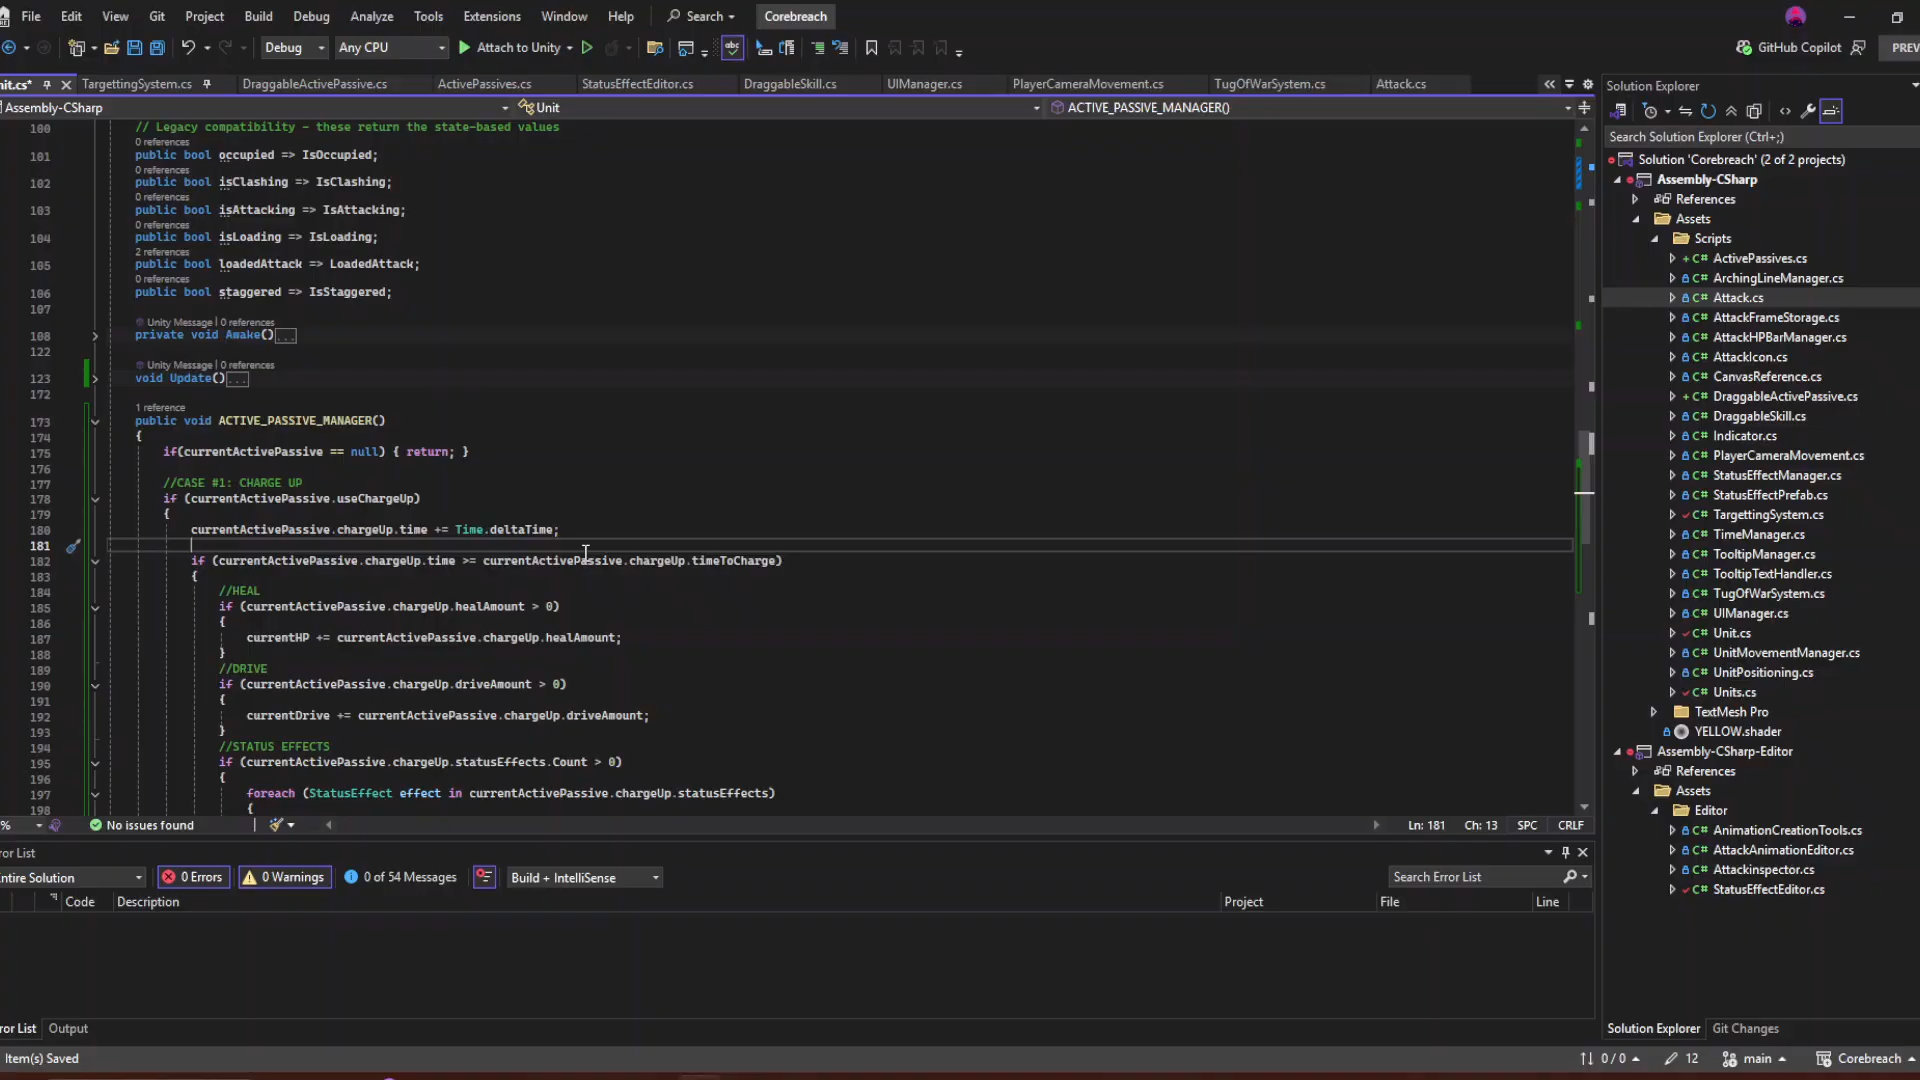 File Edit View Git Project Build Debug Analyze Tools Extensions Window Help Search Corebreach
Debug Any CPU Attach to Unity GitHub Copilot PREV
nit.cs* TargettingSystem.cs DraggableActivePassive.cs ActivePassives.cs StatusEffectEditor.cs DraggableSkill.cs UIManager.cs PlayerCameraMovement.cs TugOfWarSystem.cs Attack.cs
Assembly-CSharp Unit ACTIVE_PASSIVE_MANAGER()
100 // Legacy compatibility - these return the state-based values
0 references
101 public bool occupied => IsOccupied;
0 references
102 public bool isClashing => IsClashing;
0 references
103 public bool isAttacking => IsAttacking;
0 references
104 public bool isLoading => IsLoading;
2 references
105 public bool loadedAttack => LoadedAttack;
0 references
106 public bool staggered => IsStaggered;
107
Unity Message | 0 references
108 private void Awake()...
122
Unity Message | 0 references
123 void Update()...
172
1 reference
173 public void ACTIVE_PASSIVE_MANAGER()
174 {
175 if(currentActivePassive == null) { return; }
176
177 //CASE #1: CHARGE UP
178 if (currentActivePassive.useChargeUp)
179 {
180 currentActivePassive.chargeUp.time += Time.deltaTime;
181
182 if (currentActivePassive.chargeUp.time >= currentActivePassive.chargeUp.timeToCharge)
183 {
184 //HEAL
185 if (currentActivePassive.chargeUp.healAmount > 0)
186 {
187 currentHP += currentActivePassive.chargeUp.healAmount;
188 }
189 //DRIVE
190 if (currentActivePassive.chargeUp.driveAmount > 0)
191 {
192 currentDrive += currentActivePassive.chargeUp.driveAmount;
193 }
194 //STATUS EFFECTS
195 if (currentActivePassive.chargeUp.statusEffects.Count > 0)
196 {
197 foreach (StatusEffect effect in currentActivePassive.chargeUp.statusEffects)
198 {
% No issues found Ln: 181 Ch: 13 SPC CRLF
ror List
ntire Solution 0 Errors 0 Warnings 0 of 54 Messages Build + IntelliSense Search Error List
Code Description Project File Line
ror List Output
Item(s) Saved 0 / 0 12 main Corebreach
Solution Explorer
Search Solution Explorer (Ctrl+;)
Solution 'Corebreach' (2 of 2 projects)
Assembly-CSharp
References
Assets
Scripts
C# ActivePassives.cs
C# ArchingLineManager.cs
C# Attack.cs
C# AttackFrameStorage.cs
C# AttackHPBarManager.cs
C# AttackIcon.cs
C# CanvasReference.cs
C# DraggableActivePassive.cs
C# DraggableSkill.cs
C# Indicator.cs
C# PlayerCameraMovement.cs
C# StatusEffectManager.cs
C# StatusEffectPrefab.cs
C# TargettingSystem.cs
C# TimeManager.cs
C# TooltipManager.cs
C# TooltipTextHandler.cs
C# TugOfWarSystem.cs
C# UIManager.cs
C# Unit.cs
C# UnitMovementManager.cs
C# UnitPositioning.cs
C# Units.cs
TextMesh Pro
YELLOW.shader
Assembly-CSharp-Editor
References
Assets
Editor
C# AnimationCreationTools.cs
C# AttackAnimationEditor.cs
C# Attackinspector.cs
C# StatusEffectEditor.cs
Solution Explorer Git Changes